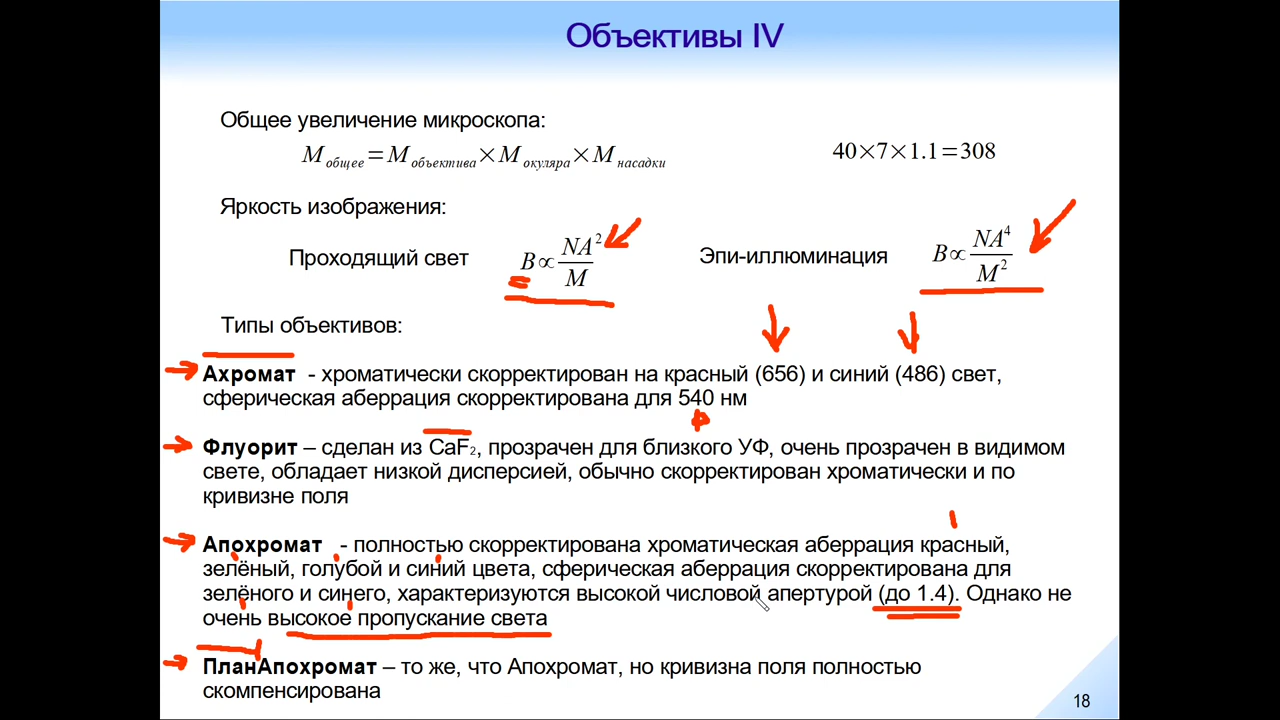 Объективы IV
Общее увеличение микроскопа:
M общее = M объектива × M окуляра × M насадки 40×7×1.1=308
Яркость изображения:
Проходящий свет B∝ NA²/M Эпи-иллюминация B∝ NA⁴/M²
Типы объективов:
Ахромат - хроматически скорректирован на красный (656) и синий (486) свет,
сферическая аберрация скорректирована для 540 нм
Флуорит – сделан из CaF₂, прозрачен для близкого УФ, очень прозрачен в видимом
свете, обладает низкой дисперсией, обычно скорректирован хроматически и по
кривизне поля
Апохромат - полностью скорректирована хроматическая аберрация красный,
зелёный, голубой и синий цвета, сферическая аберрация скорректирована для
зелёного и синего, характеризуются высокой числовой апертурой (до 1.4). Однако не
очень высокое пропускание света
ПланАпохромат – то же, что Апохромат, но кривизна поля полностью
скомпенсирована
18